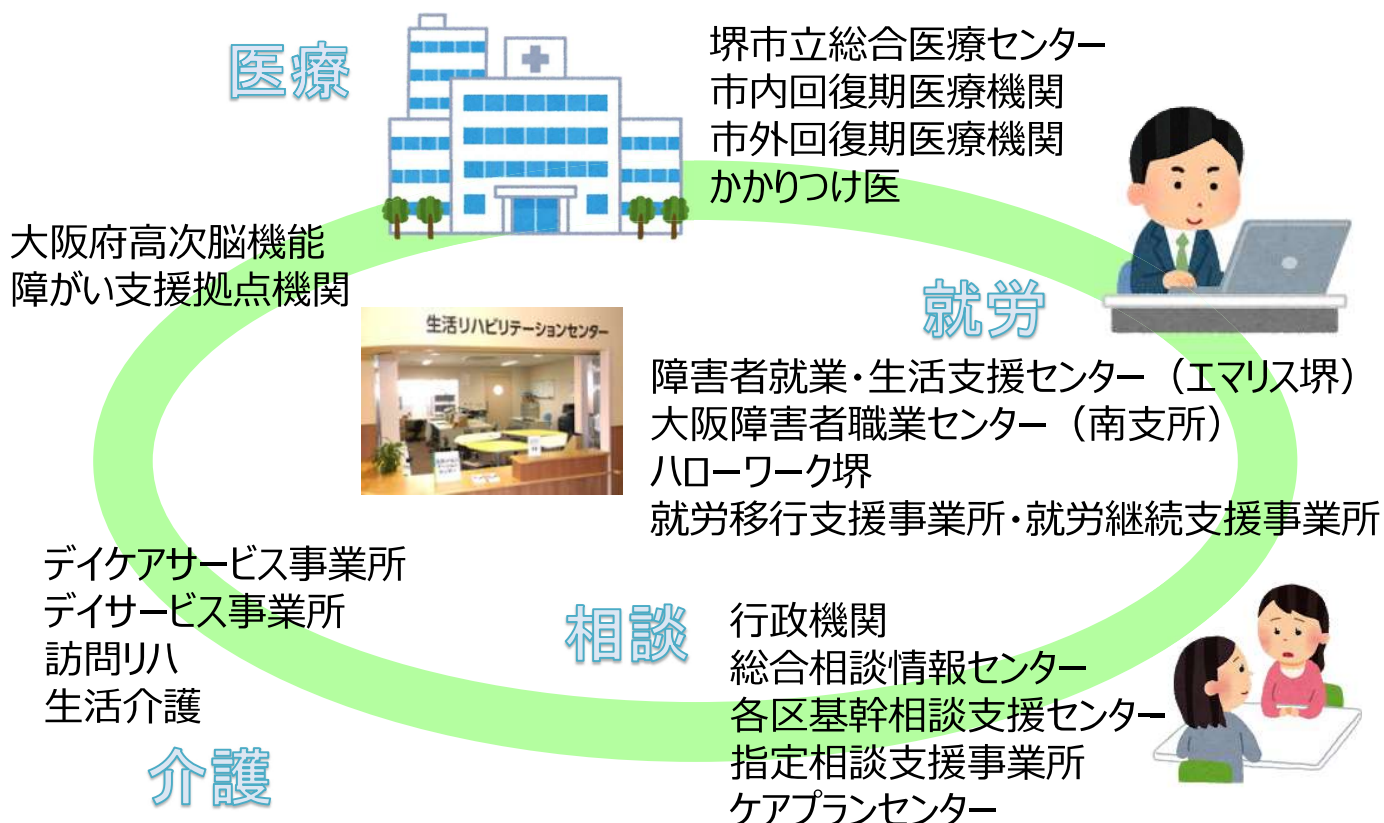 医療
堺市立総合医療センター
市内回復期医療機関
市外回復期医療機関
かかりつけ医
大阪府高次脳機能
障がい支援拠点機関
生活リハビリテーションセンター
就労
障害者就業・生活支援センター（エマリス堺）
大阪障害者職業センター（南支所）
ハローワーク堺
就労移行支援事業所・就労継続支援事業所
デイケアサービス事業所
デイサービス事業所
訪問リハ
生活介護
介護
相談
行政機関
総合相談情報センター
各区基幹相談支援センター
指定相談支援事業所
ケアプランセンター